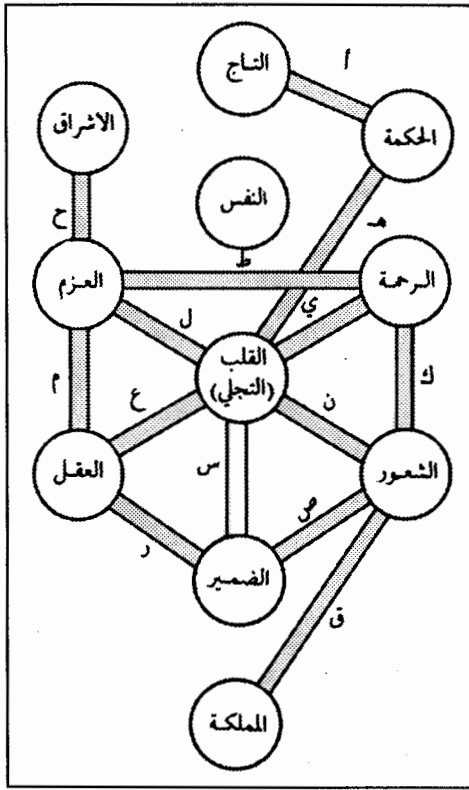 التاج
أ
الحكمة
الاشراق
النفس
ح
هـ
ط
العزم
الرحمة
ي
ل
القلب
(التجلي)
م
ك
ع
ن
العقل
الشعور
س
ص
ر
الضمير
ق
المملكة